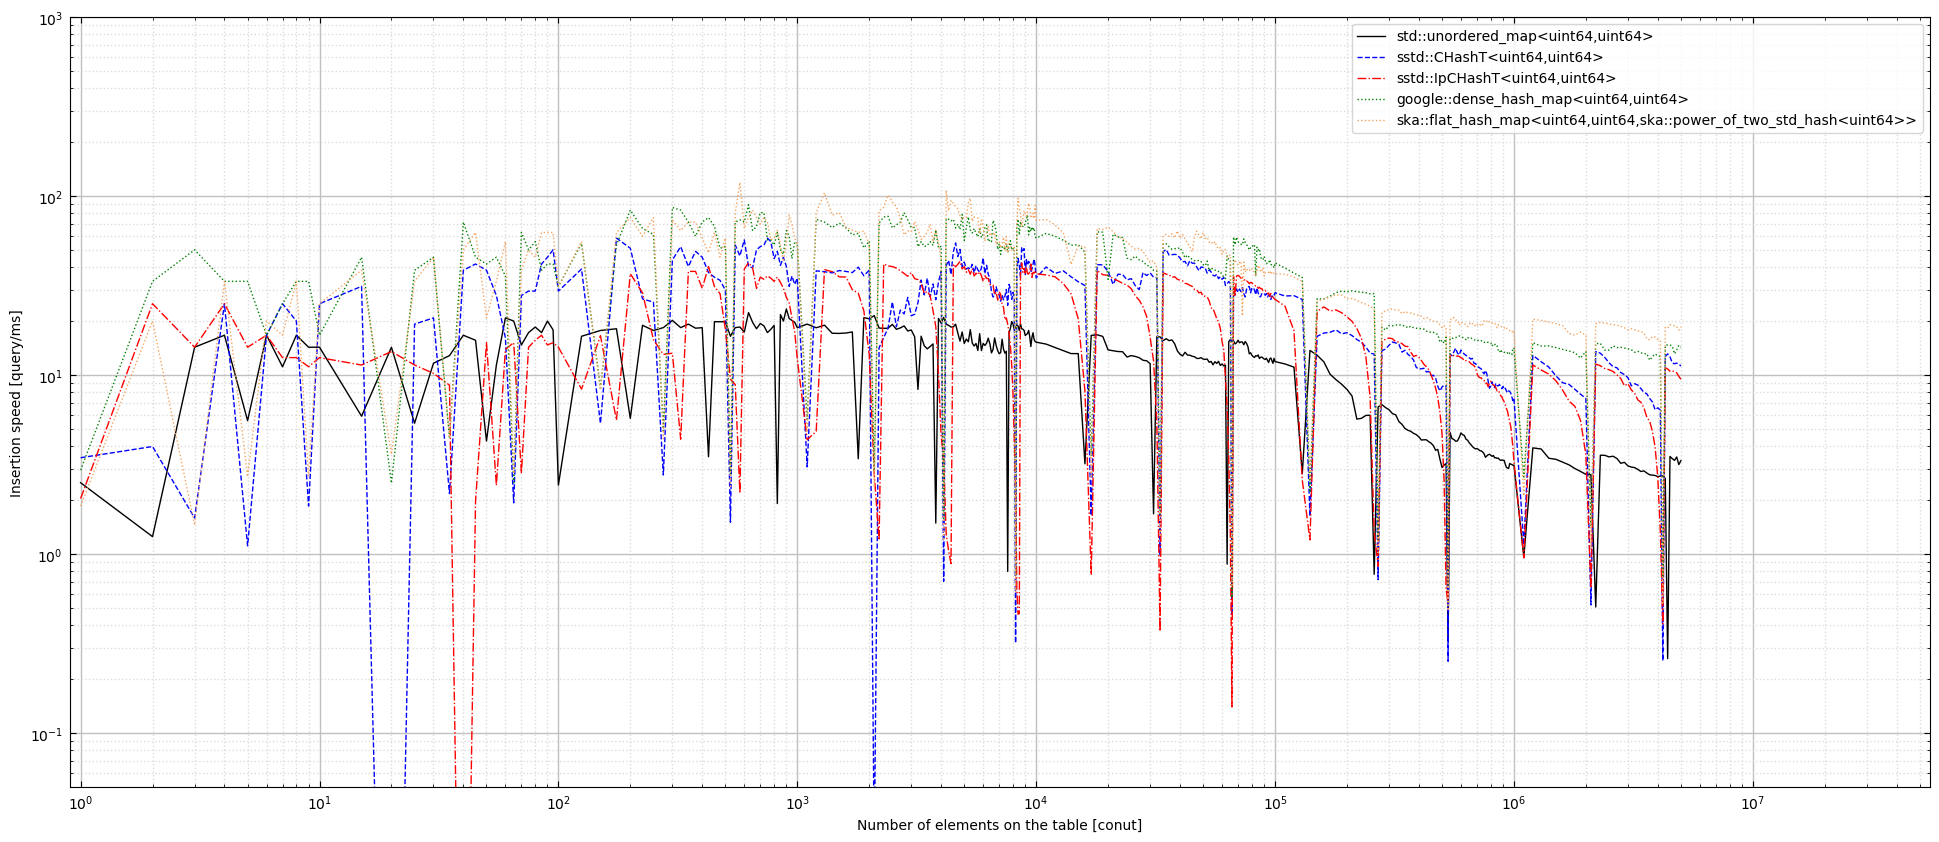 std::unordered_map<uint64,uint64>
sstd::CHashT<uint64,uint64>
sstd::IpCHashT<uint64,uint64>
google::dense_hash_map<uint64,uint64>
ska::flat_hash_map<uint64,uint64,ska::power_of_two_std_hash<uint64>>
Insertion speed [query/ms]
10³
10²
10¹
10⁰
10⁻¹
10⁰ 10¹ 10² 10³ 10⁴ 10⁵ 10⁶ 10⁷
Number of elements on the table [conut]